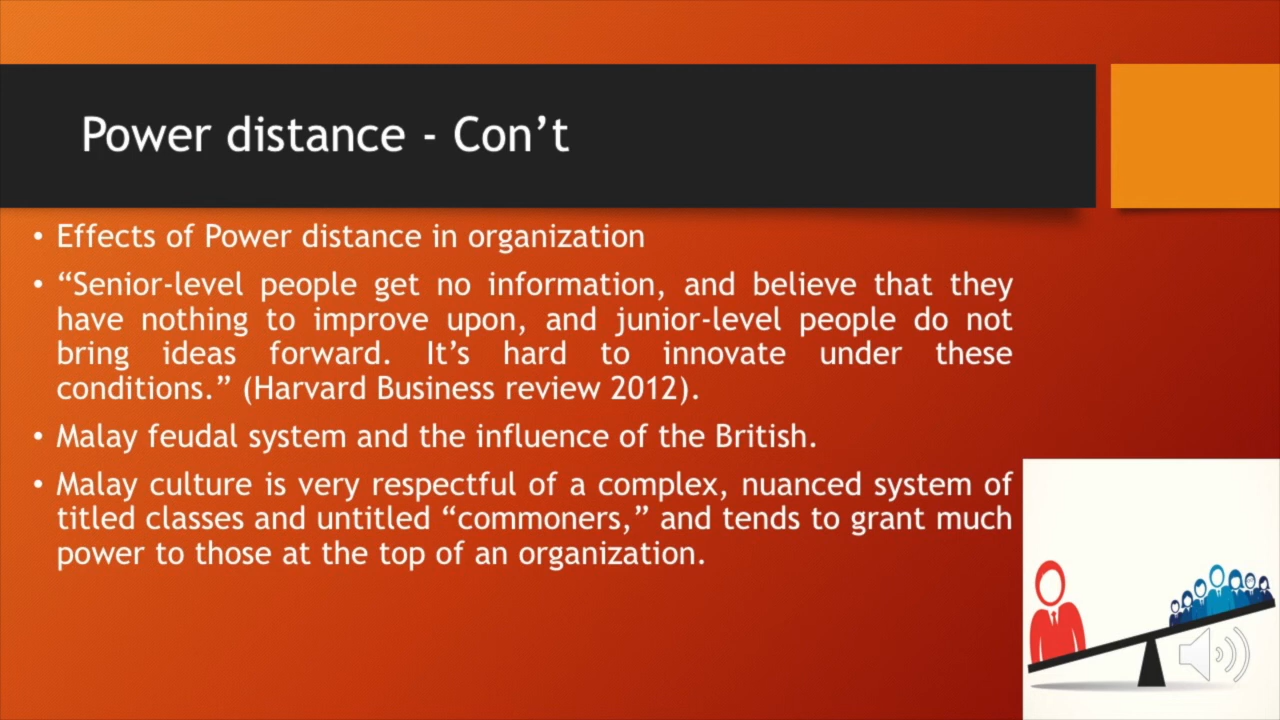 Power distance - Con’t
• Effects of Power distance in organization
• “Senior-level people get no information, and believe that they
have nothing to improve upon, and junior-level people do not
bring ideas forward. It’s hard to innovate under these
conditions.” (Harvard Business review 2012).
• Malay feudal system and the influence of the British.
• Malay culture is very respectful of a complex, nuanced system of
titled classes and untitled “commoners,” and tends to grant much
power to those at the top of an organization.